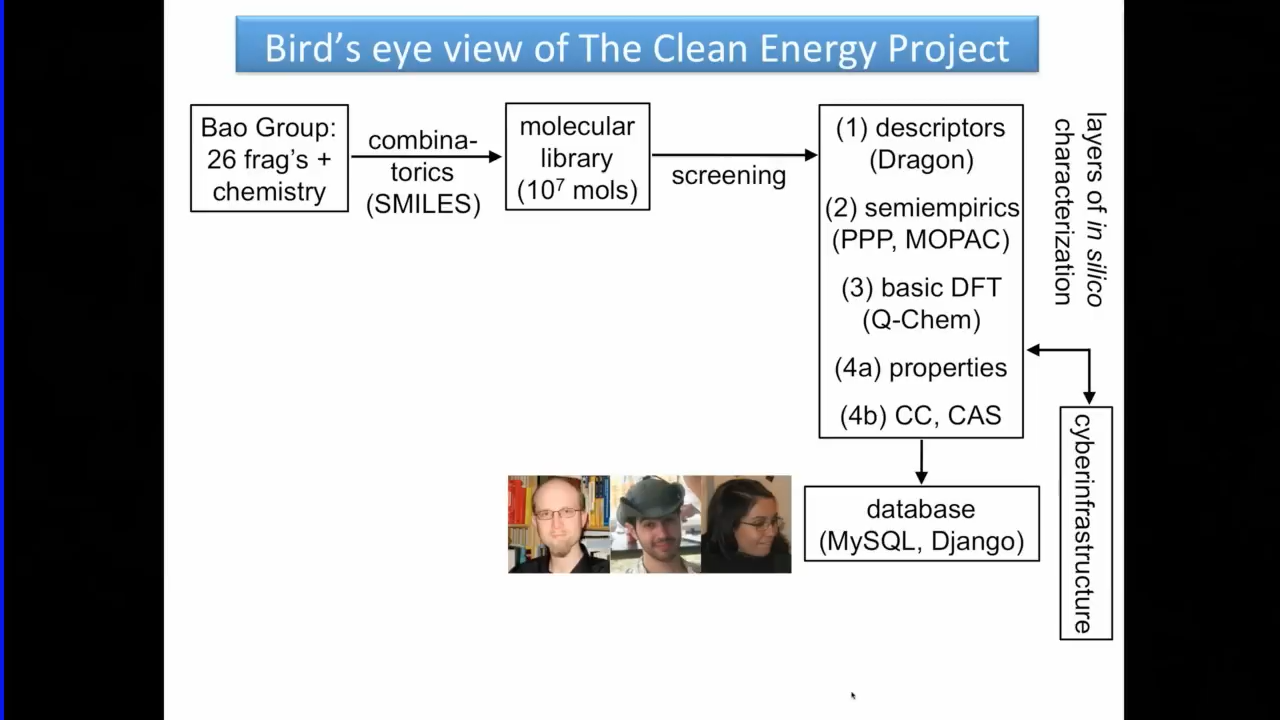 Bird's eye view of The Clean Energy Project
Bao Group:
26 frag's +
chemistry
combina-
torics
(SMILES)
molecular
library
(10⁷ mols)
screening
(1) descriptors
(Dragon)
(2) semiempirics
(PPP, MOPAC)
(3) basic DFT
(Q-Chem)
(4a) properties
(4b) CC, CAS
layers of in silico
characterization
cyberinfrastructure
database
(MySQL, Django)